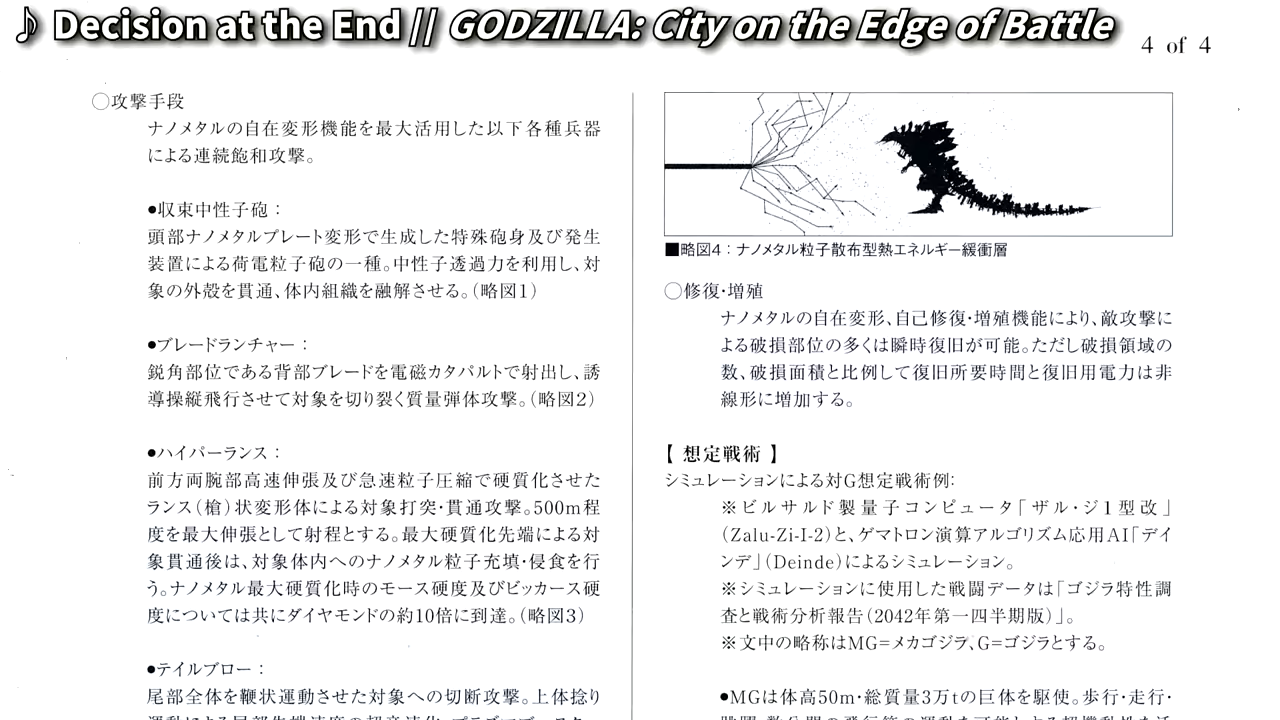 ♪ Decision at the End // GODZILLA: City on the Edge of Battle
4 of 4
○攻撃手段
ナノメタルの自在変形機能を最大活用した以下各種兵器
による連続飽和攻撃。
●収束中性子砲：
頭部ナノメタルプレート変形で生成した特殊砲身及び発生
装置による荷電粒子砲の一種。中性子透過力を利用し、対
象の外殻を貫通、体内組織を融解させる。（略図1）
●ブレードランチャー：
鋭角部位である背部ブレードを電磁カタパルトで射出し、誘
導操縦飛行させて対象を切り裂く質量弾体攻撃。（略図2）
●ハイパーランス：
前方両腕部高速伸張及び急速粒子圧縮で硬質化させた
ランス（槍）状変形体による対象打突・貫通攻撃。500m程
度を最大伸張として射程とする。最大硬質化先端による対
象貫通後は、対象体内へのナノメタル粒子充填・侵食を行
う。ナノメタル最大硬質化時のモース硬度及びビッカース硬
度については共にダイヤモンドの約10倍に到達。（略図3）
●テイルブロー：
尾部全体を鞭状運動させた対象への切断攻撃。上体捻り
■略図4：ナノメタル粒子散布型熱エネルギー緩衝層
○修復・増殖
ナノメタルの自在変形、自己修復・増殖機能により、敵攻撃に
よる破損部位の多くは瞬時復旧が可能。ただし破損領域の
数、破損面積と比例して復旧所要時間と復旧用電力は非
線形に増加する。
【 想定戦術 】
シミュレーションによる対G想定戦術例：
※ビルサルド製量子コンピュータ「ザル・ジ1型改」
（Zalu-Zi-I-2）と、ゲマトロン演算アルゴリズム応用AI「デイ
ンデ」（Deinde）によるシミュレーション。
※シミュレーションに使用した戦闘データは「ゴジラ特性調
査と戦術分析報告（2042年第一四半期版）」。
※文中の略称はMG=メカゴジラ、G=ゴジラとする。
●MGは体高50m・総質量3万tの巨体を駆使。歩行・走行・